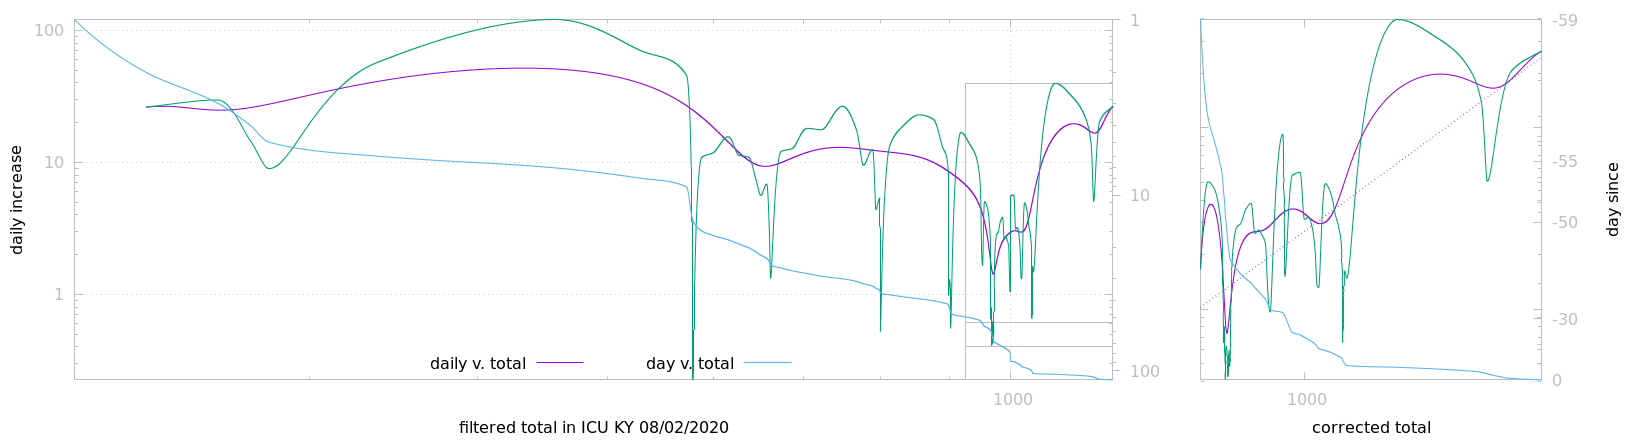 100
10
1
daily increase
daily v. total
day v. total
1
10
100
1000
filtered total in ICU KY 08/02/2020
-59
-55
-50
-30
0
day since
1000
corrected total